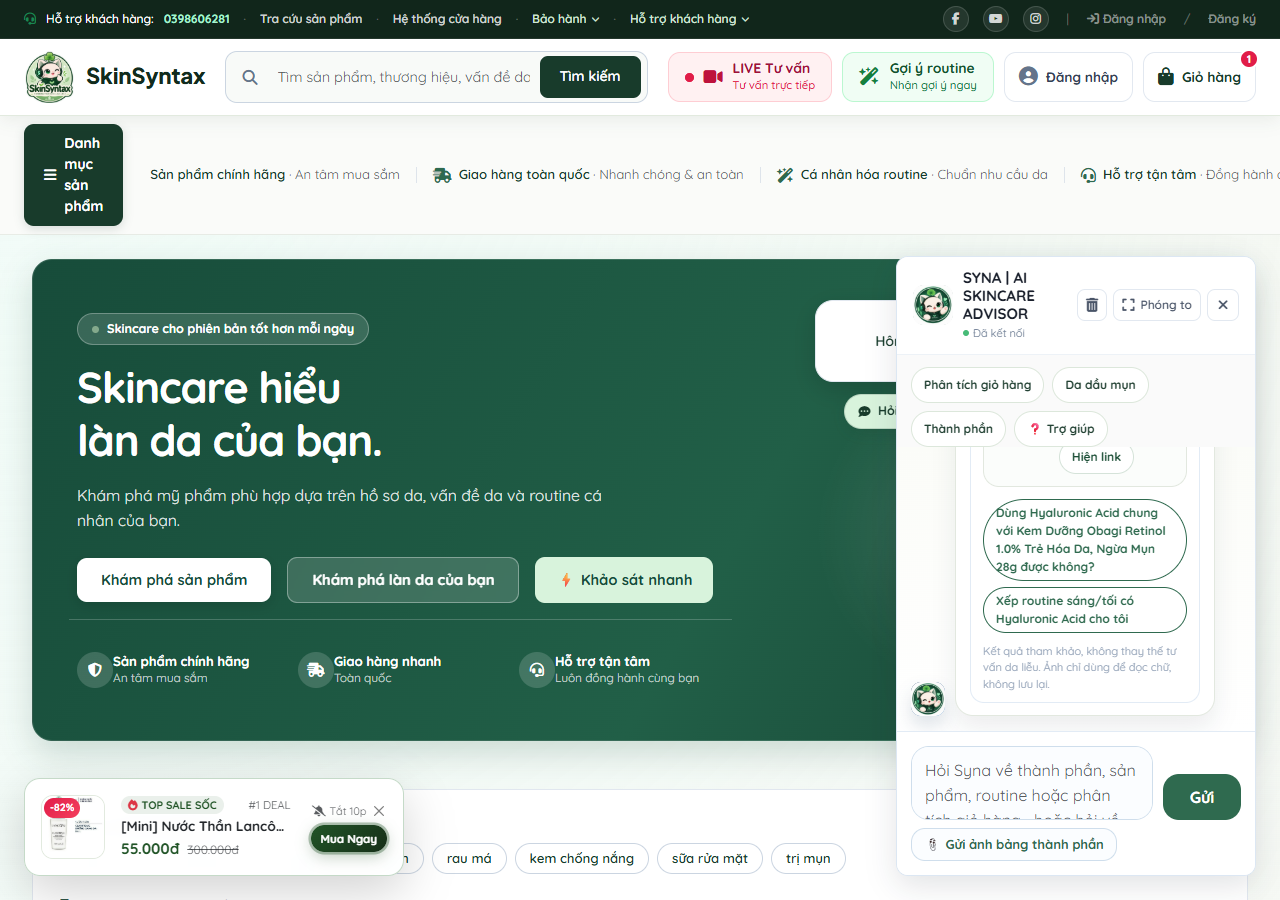 Hỗ trợ khách hàng: 0398606281 · Tra cứu sản phẩm · Hệ thống cửa hàng · Bảo hành · Hỗ trợ khách hàng | Đăng nhập / Đăng ký
SkinSyntax
Tìm sản phẩm, thương hiệu, vấn đề da
Tìm kiếm
LIVE Tư vấn
Tư vấn trực tiếp
Gợi ý routine
Nhận gợi ý ngay
Đăng nhập
Giỏ hàng
1
Danh
mục
sản
phẩm
Sản phẩm chính hãng · An tâm mua sắm
Giao hàng toàn quốc · Nhanh chóng & an toàn
Cá nhân hóa routine · Chuẩn nhu cầu da
Hỗ trợ tận tâm · Đồng hành
Skincare cho phiên bản tốt hơn mỗi ngày
Skincare hiểu
làn da của bạn.
Khám phá mỹ phẩm phù hợp dựa trên hồ sơ da, vấn đề da và routine cá
nhân của bạn.
Khám phá sản phẩm
Khám phá làn da của bạn
Khảo sát nhanh
Sản phẩm chính hãng
An tâm mua sắm
Giao hàng nhanh
Toàn quốc
Hỗ trợ tận tâm
Luôn đồng hành cùng bạn
SYNA | AI
SKINCARE
ADVISOR
Đã kết nối
Phóng to
Phân tích giỏ hàng
Da dầu mụn
Thành phần
Trợ giúp
Hiện link
Dùng Hyaluronic Acid chung
với Kem Dưỡng Obagi Retinol
1.0% Trẻ Hóa Da, Ngừa Mụn
28g được không?
Xếp routine sáng/tối có
Hyaluronic Acid cho tôi
Kết quả tham khảo, không thay thế tư
vấn da liễu. Ảnh chỉ dùng để đọc chữ,
không lưu lại.
Hỏi Syna về thành phần, sản
phẩm, routine hoặc phân
tích giỏ hàng... hoặc hỏi về
Gửi
Gửi ảnh bảng thành phần
-82%
TOP SALE SỐC
#1 DEAL
Tắt 10p
[Mini] Nước Thần Lancô...
55.000đ 300.000đ
Mua Ngay
rau má
kem chống nắng
sữa rửa mặt
trị mụn